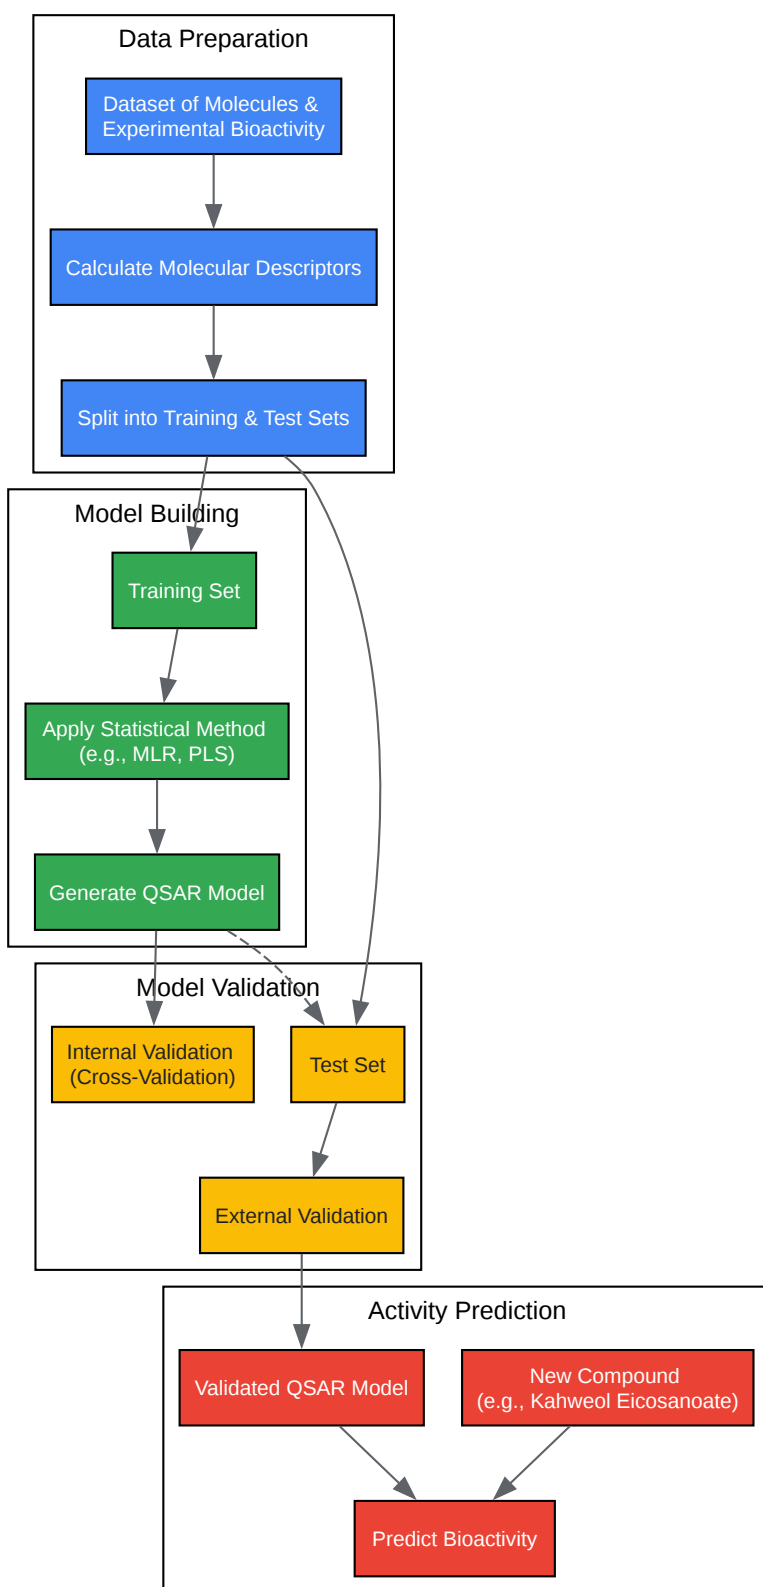 Data Preparation
Dataset of Molecules &
Experimental Bioactivity
Calculate Molecular Descriptors
Split into Training & Test Sets
Model Building
Training Set
Apply Statistical Method
(e.g., MLR, PLS)
Generate QSAR Model
Model Validation
Internal Validation
(Cross-Validation)
Test Set
External Validation
Activity Prediction
Validated QSAR Model
New Compound
(e.g., Kahweol Eicosanoate)
Predict Bioactivity